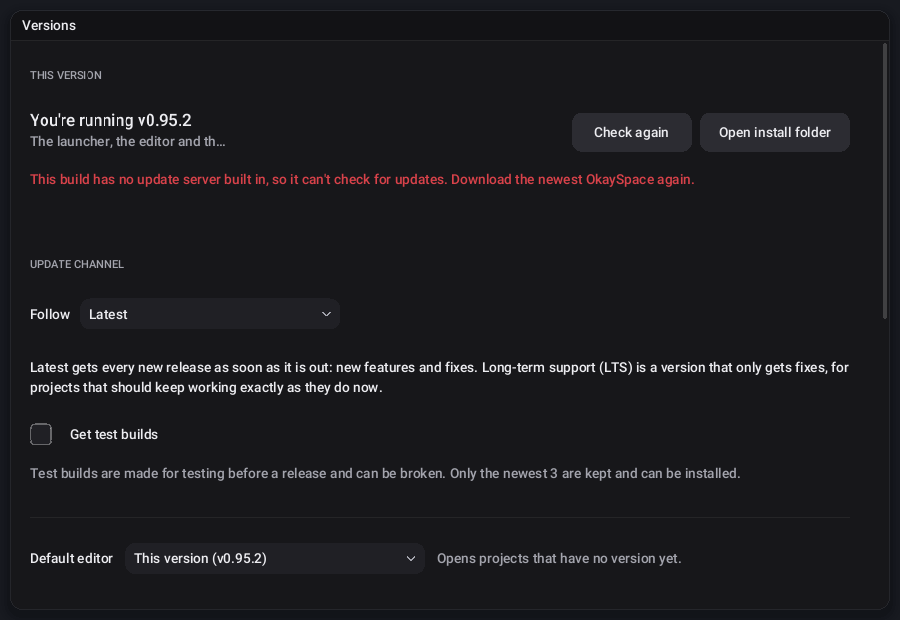 Versions
THIS VERSION
You're running v0.95.2
The launcher, the editor and th...
Check again
Open install folder
This build has no update server built in, so it can't check for updates. Download the newest OkaySpace again.
UPDATE CHANNEL
Follow
Latest
Latest gets every new release as soon as it is out: new features and fixes. Long-term support (LTS) is a version that only gets fixes, for
projects that should keep working exactly as they do now.
Get test builds
Test builds are made for testing before a release and can be broken. Only the newest 3 are kept and can be installed.
Default editor
This version (v0.95.2)
Opens projects that have no version yet.